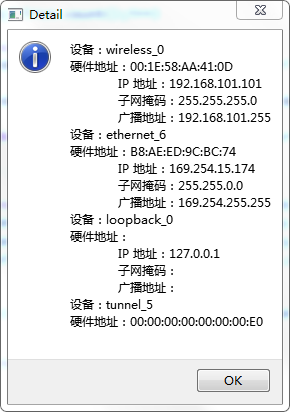 Detail
设备：wireless_0
硬件地址：00:1E:58:AA:41:0D
IP 地址：192.168.101.101
子网掩码：255.255.255.0
广播地址：192.168.101.255
设备：ethernet_6
硬件地址：B8:AE:ED:9C:BC:74
IP 地址：169.254.15.174
子网掩码：255.255.0.0
广播地址：169.254.255.255
设备：loopback_0
硬件地址：
IP 地址：127.0.0.1
子网掩码：
广播地址：
设备：tunnel_5
硬件地址：00:00:00:00:00:00:00:E0
OK